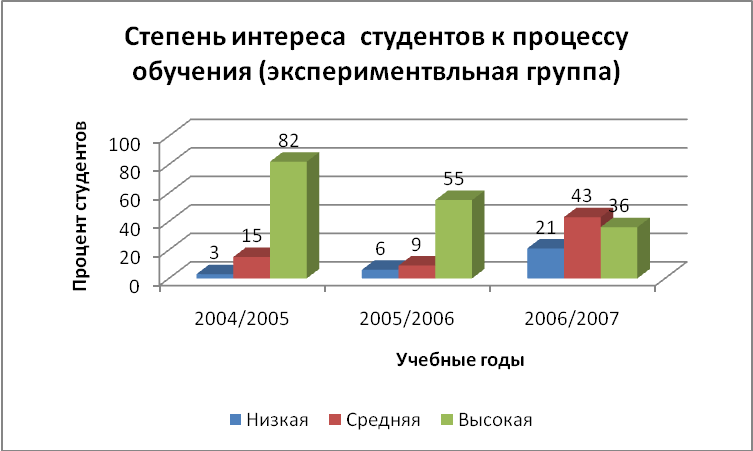 Степень интереса студентов к процессу
обучения (экспериментвльная группа)
Процент студентов
100
80
60
40
20
0
3
15
82
6
9
55
21
43
36
2004/2005
2005/2006
2006/2007
Учебные годы
Низкая
Средняя
Высокая